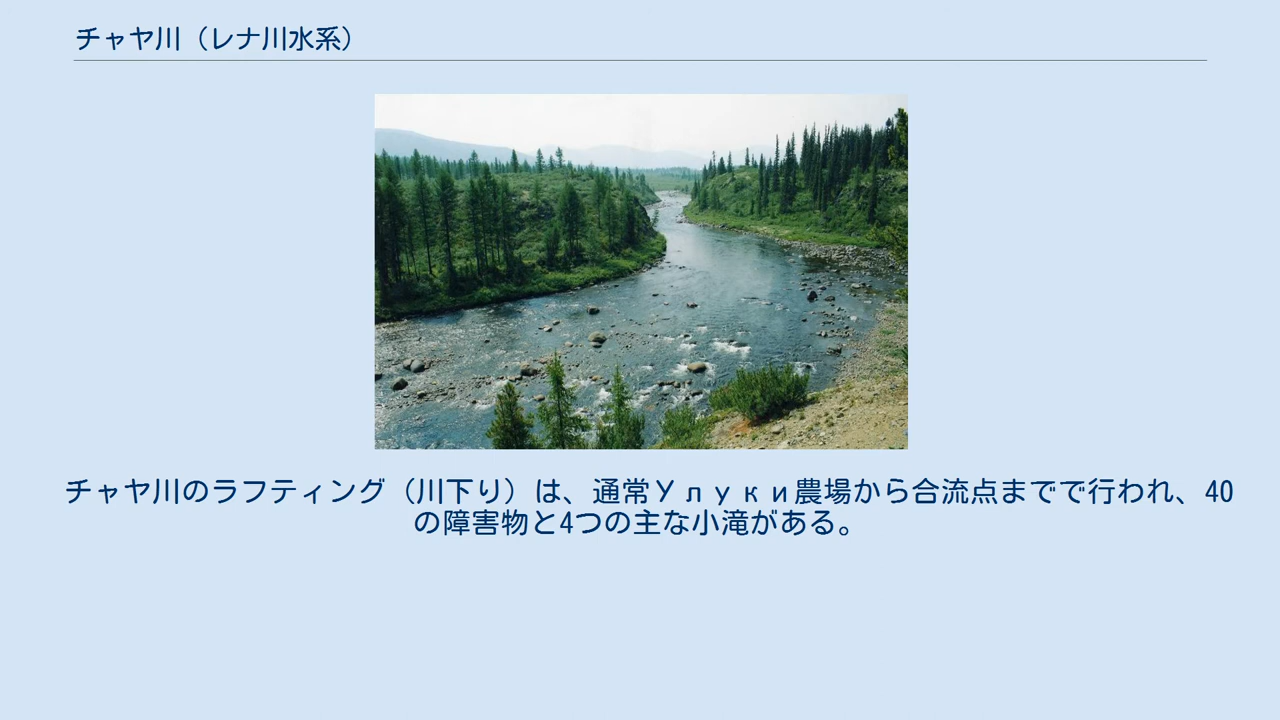 チャヤ川（レナ川水系）
チャヤ川のラフティング（川下り）は、通常Улуки農場から合流点までで行われ、40
の障害物と4つの主な小滝がある。